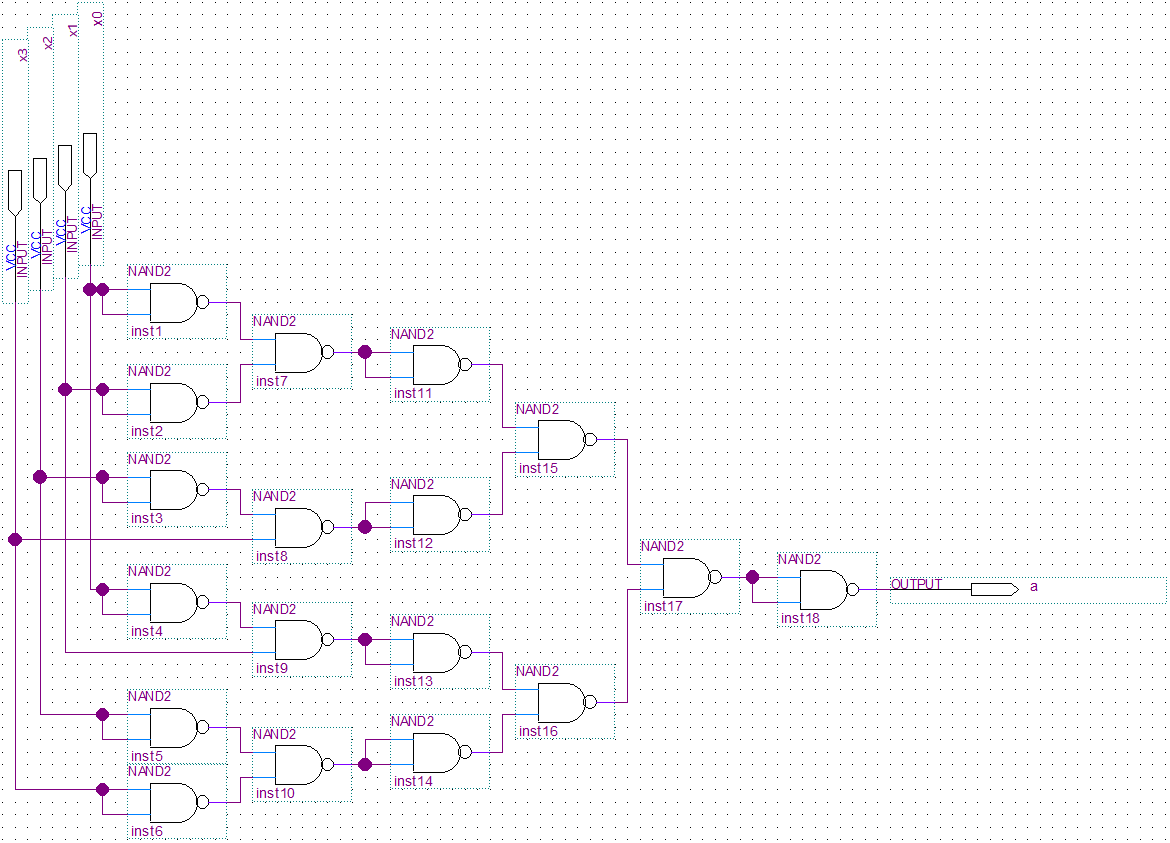 x3
x2
x1
x0
VCC
INPUT
VCC
INPUT
VCC
INPUT
VCC
INPUT
NAND2
inst1
NAND2
inst7
NAND2
inst11
NAND2
inst2
NAND2
inst15
NAND2
inst3
NAND2
inst8
NAND2
inst12
NAND2
inst4
NAND2
inst9
NAND2
inst13
NAND2
inst17
NAND2
inst18
OUTPUT
a
NAND2
inst16
NAND2
inst5
NAND2
inst10
NAND2
inst14
NAND2
inst6